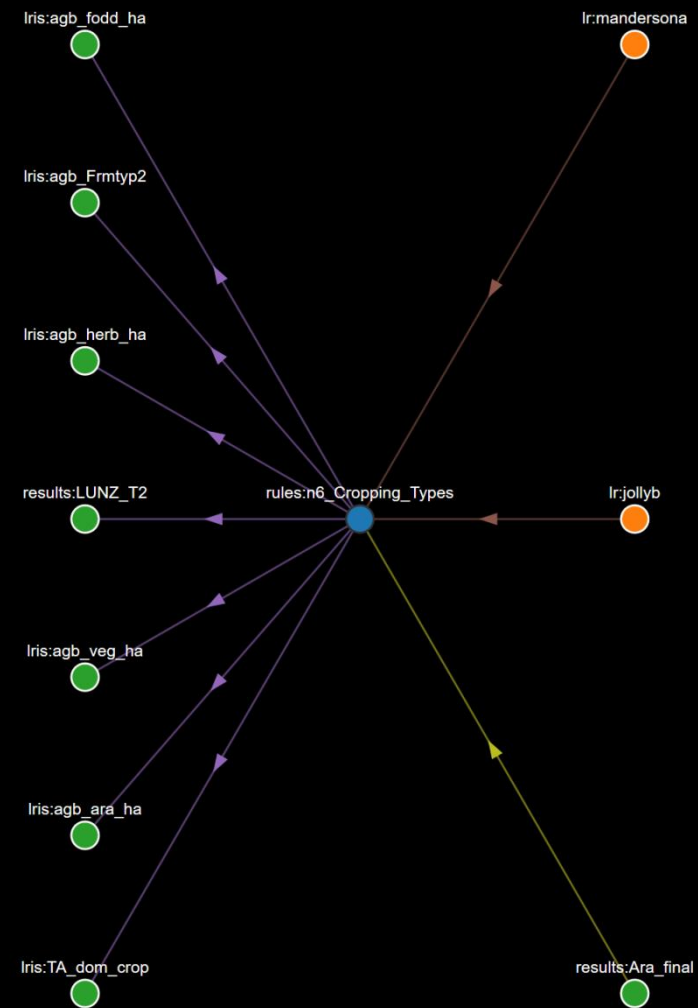 lris:agb_fodd_ha
lr:mandersona
lris:agb_Frmtyp2
lris:agb_herb_ha
results:LUNZ_T2
rules:n6_Cropping_Types
lr:jollyb
lris:agb_veg_ha
lris:agb_ara_ha
lris:TA_dom_crop
results:Ara_final